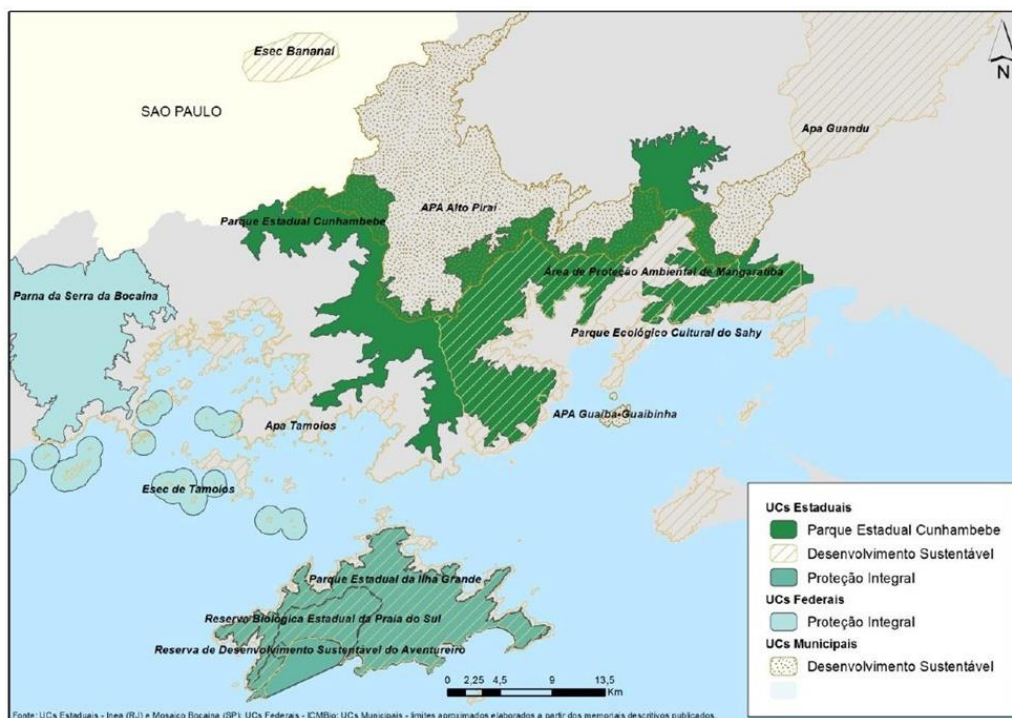 Esec Bananal
N
SAO PAULO
Apa Guandu
APA Alto Piraí
Parque Estadual Cunhambebe
Área de Proteção Ambiental de Mangaratiba
Parna da Serra da Bocaina
Parque Ecológico Cultural do Sahy
APA Guaíba-Guaibinha
Apa Tamoios
Esec de Tamoios
Parque Estadual da Ilha Grande
Reserva Biológica Estadual da Praia do Sul
Reserva de Desenvolvimento Sustentável do Aventureiro
0 2,25 4,5 9 13,5
Km
UCs Estaduais
Parque Estadual Cunhambebe
Desenvolvimento Sustentável
Proteção Integral
UCs Federais
Proteção Integral
UCs Municipais
Desenvolvimento Sustentável
Fonte: UCs Estaduais - Inea (RJ) e Mosaico Bocaina (SP); UCs Federais - ICMBio; UCs Municipais - limites aproximados elaborados a partir dos memoriais descritivos publicados.